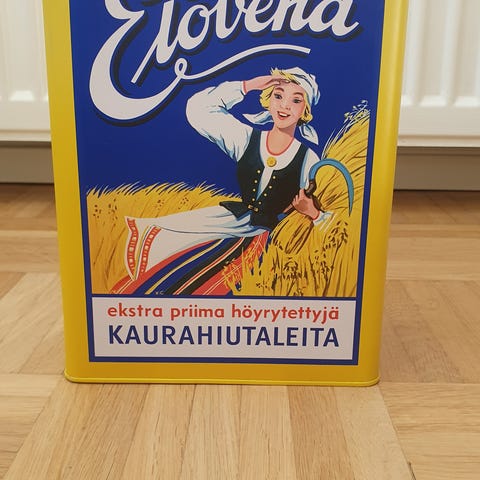 Elovena
ekstra priima höyrytettyjä
KAURAHIUTALEITA